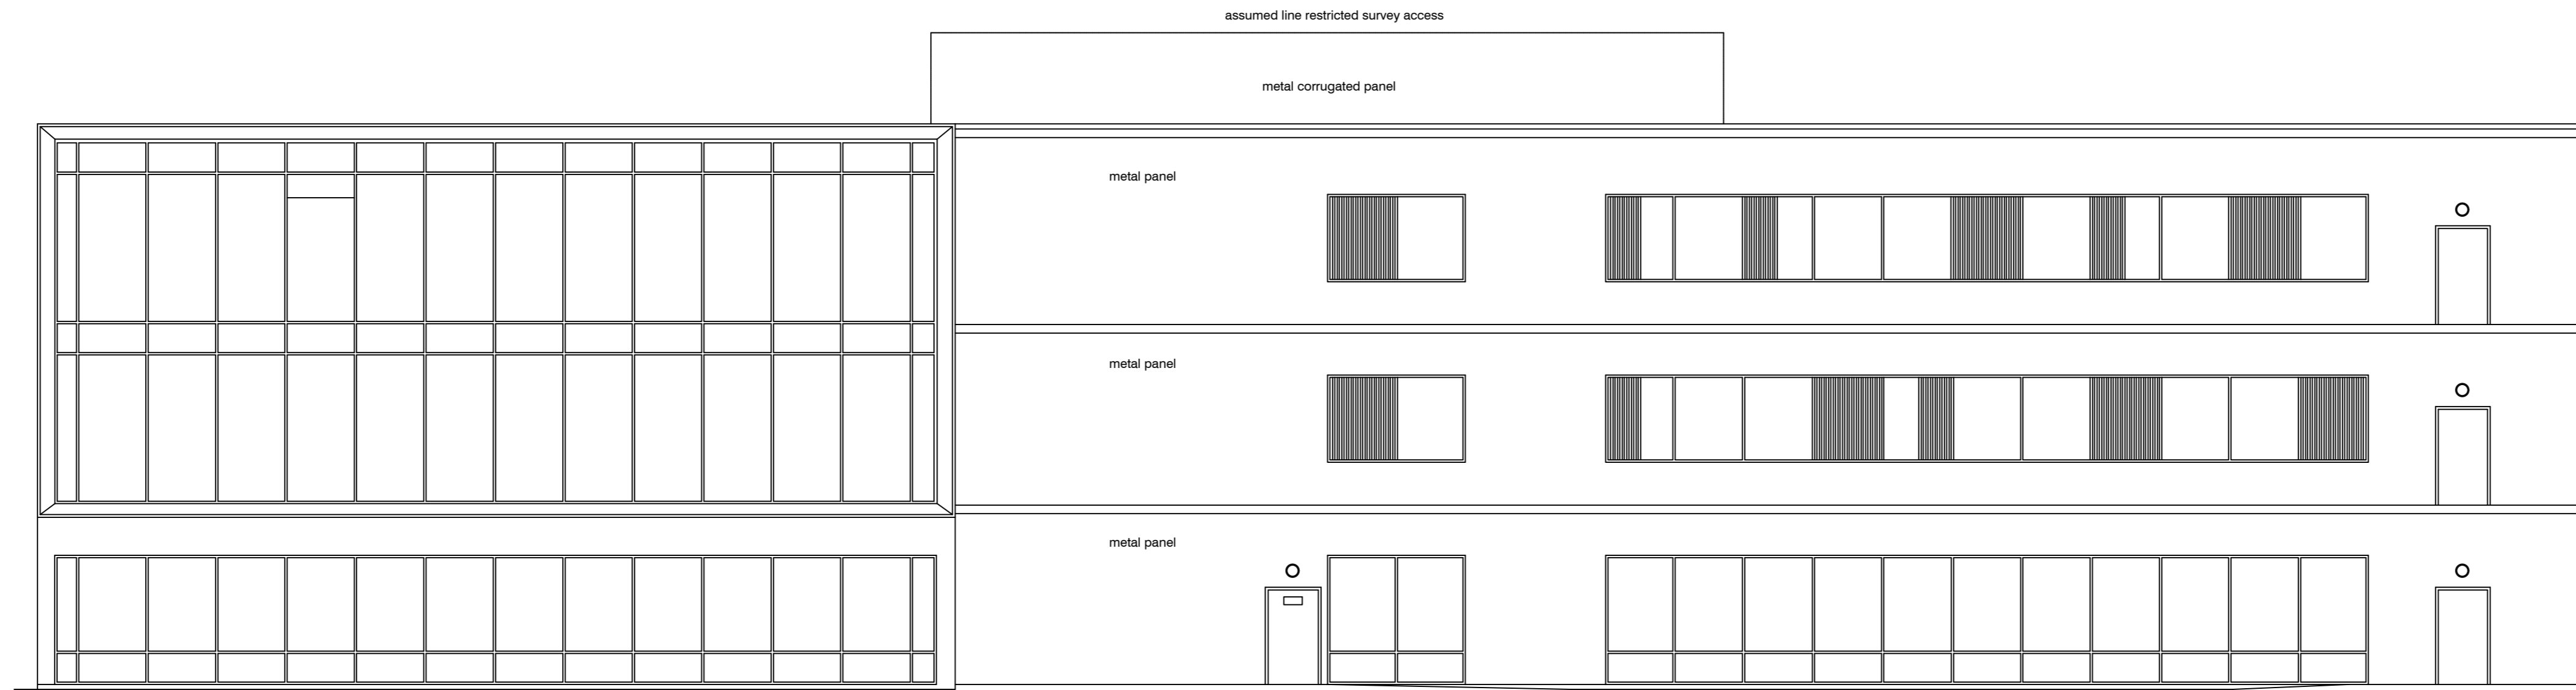 assumed line restricted survey access
metal corrugated panel
metal panel
metal panel
metal panel